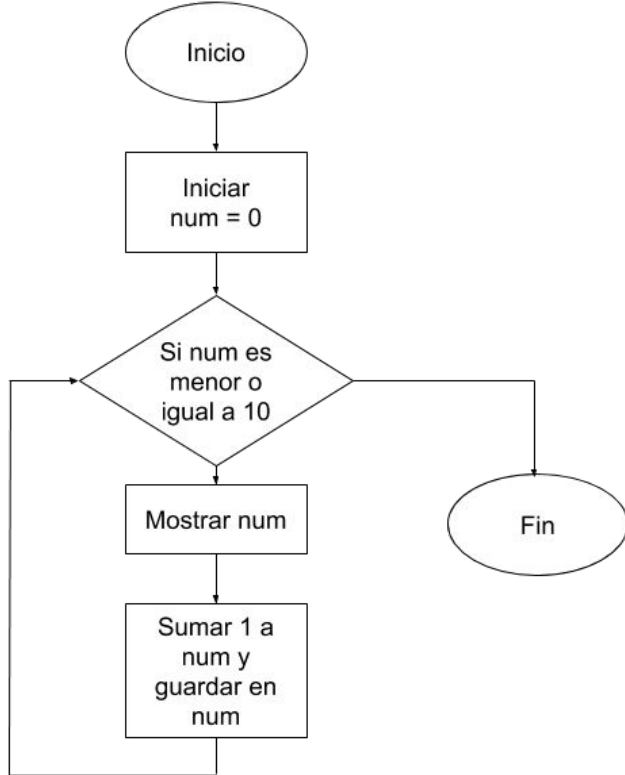 Inicio
Iniciar
num = 0
Si num es
menor o
igual a 10
Mostrar num
Fin
Sumar 1 a
num y
guardar en
num